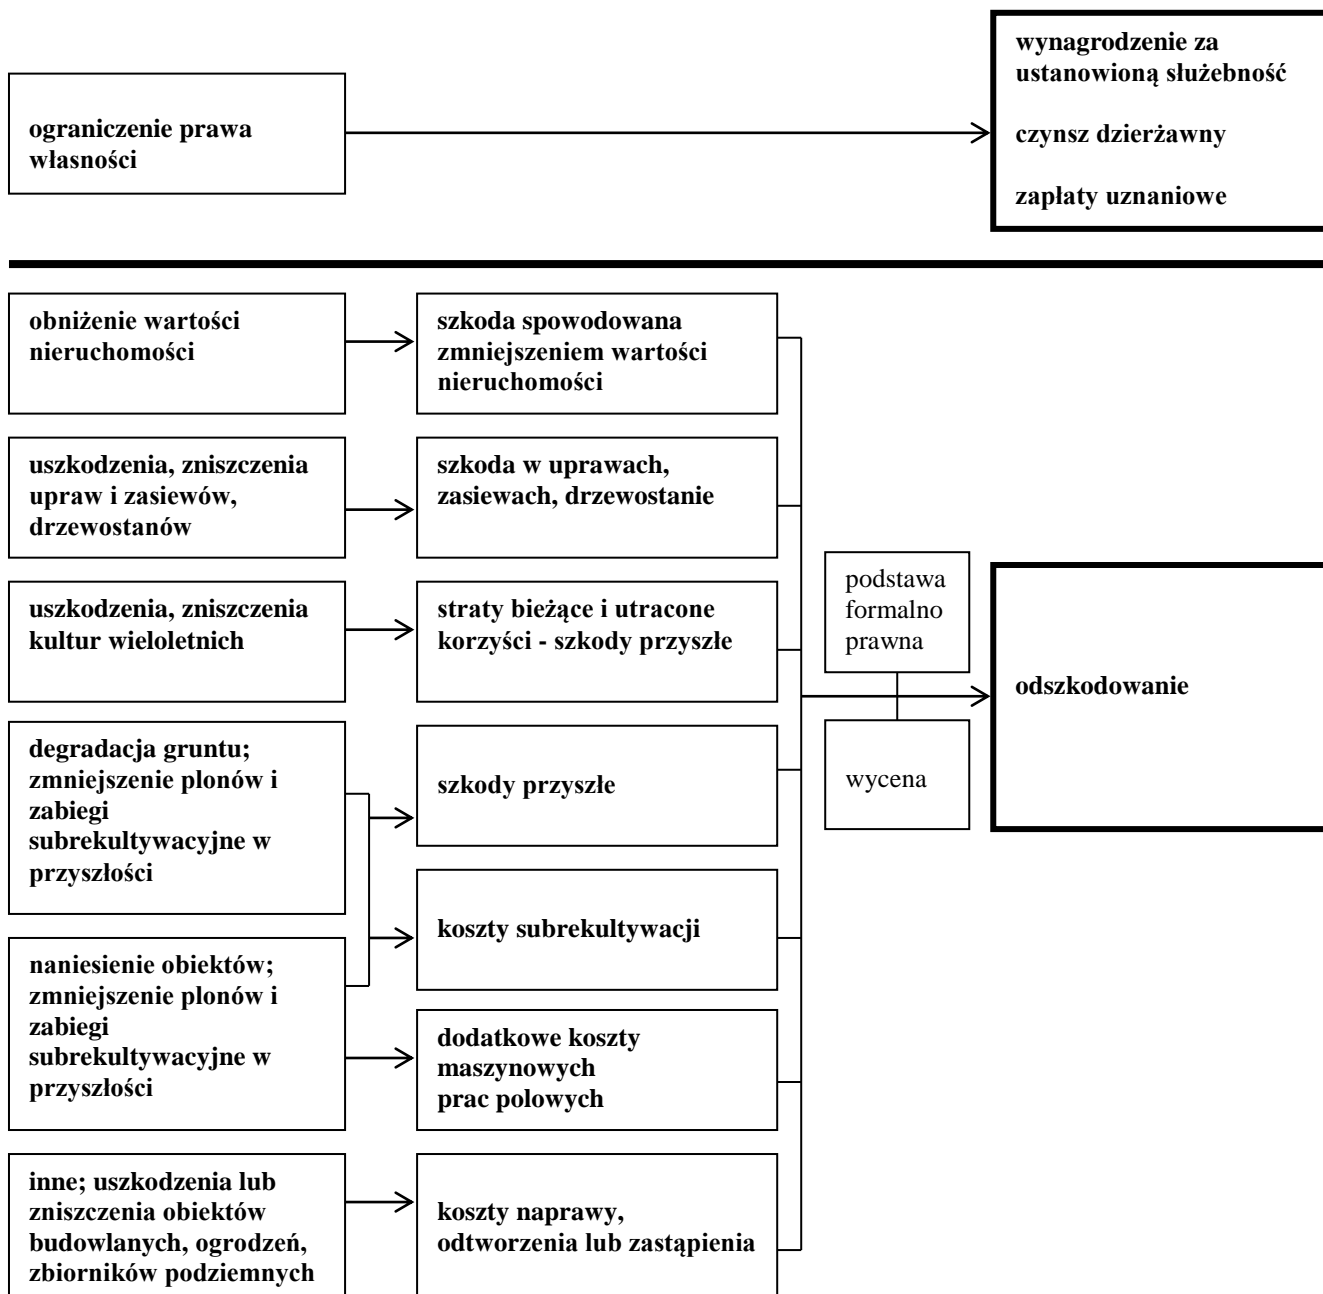 ograniczenie prawa
własności
wynagrodzenie za
ustanowioną służebność
czynsz dzierżawny
zapłaty uznaniowe
obniżenie wartości
nieruchomości
szkoda spowodowana
zmniejszeniem wartości
nieruchomości
uszkodzenia, zniszczenia
upraw i zasiewów,
drzewostanów
szkoda w uprawach,
zasiewach, drzewostanie
uszkodzenia, zniszczenia
kultur wieloletnich
straty bieżące i utracone
korzyści - szkody przyszłe
degradacja gruntu;
zmniejszenie plonów i
zabiegi
subrekultywacyjne w
przyszłości
szkody przyszłe
koszty subrekultywacji
naniesienie obiektów;
zmniejszenie plonów i
zabiegi
subrekultywacyjne w
przyszłości
dodatkowe koszty
maszynowych
prac polowych
inne; uszkodzenia lub
zniszczenia obiektów
budowlanych, ogrodzeń,
zbiorników podziemnych
koszty naprawy,
odtworzenia lub zastąpienia
podstawa
formalno
prawna
wycena
odszkodowanie